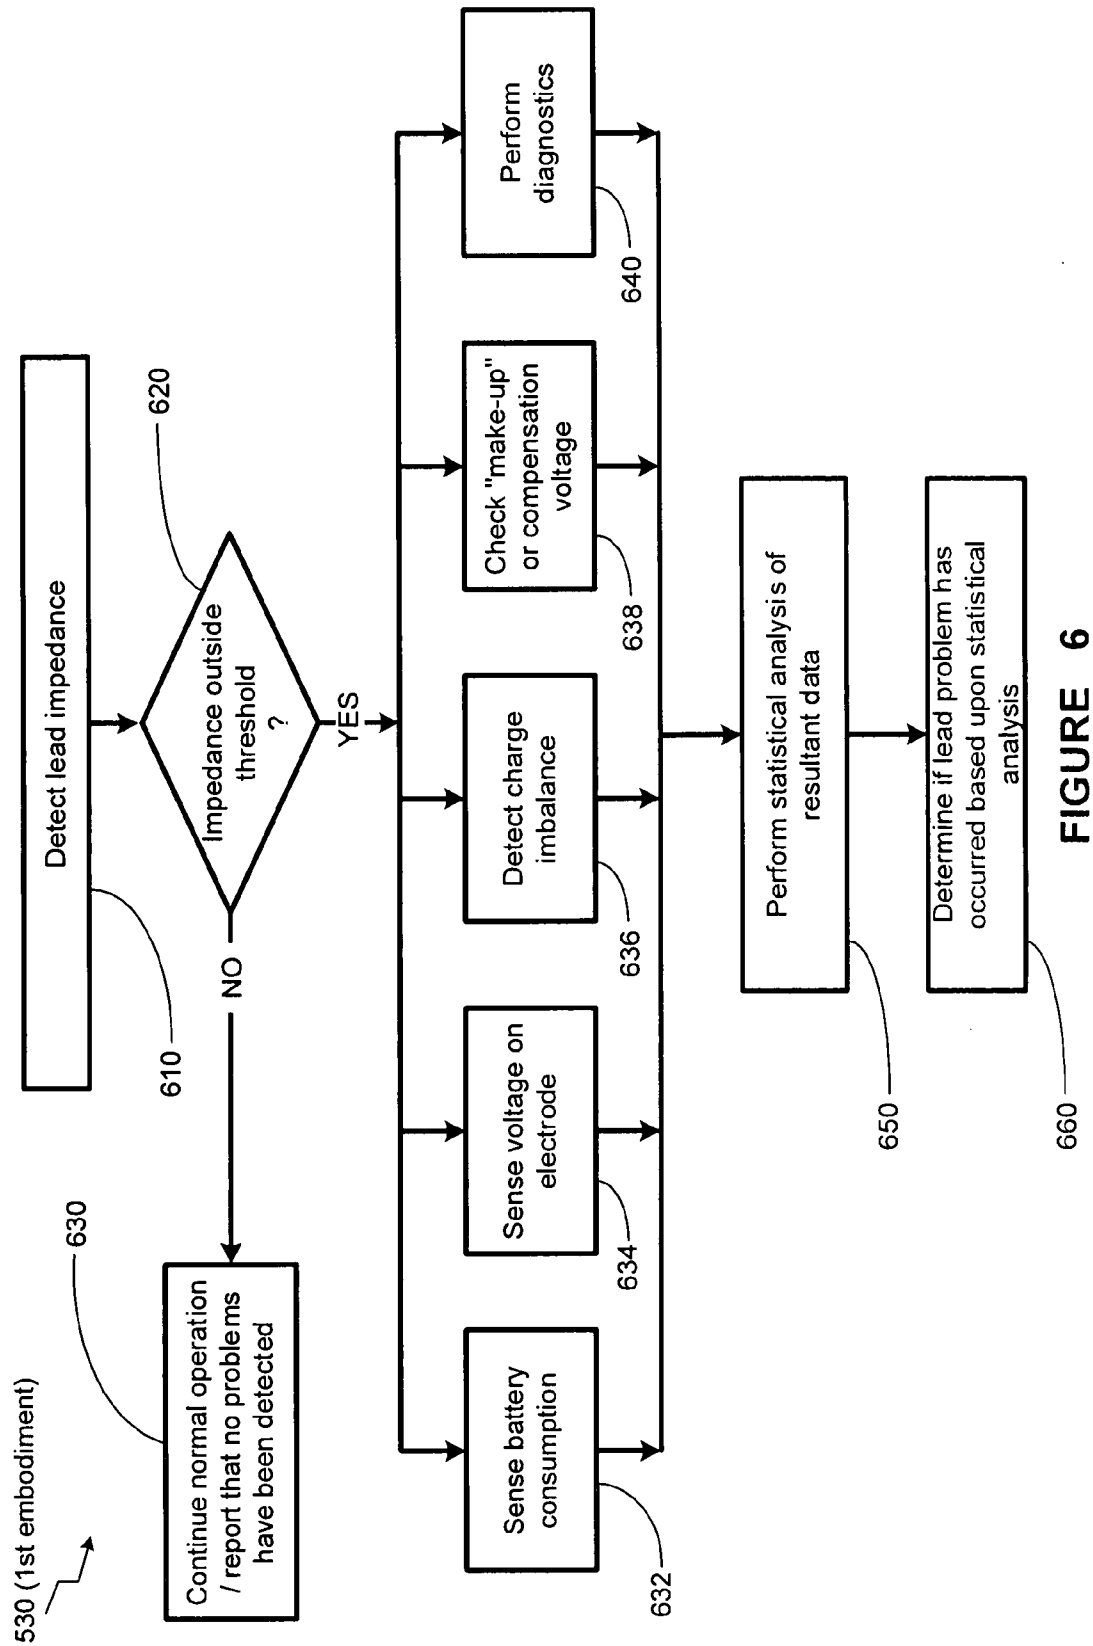 530 (1st embodiment)
Detect lead impedance
610
Impedance outside
threshold
?
620
NO
YES
630
Continue normal operation
/ report that no problems
have been detected
Sense battery
consumption
632
Sense voltage on
electrode
634
Detect charge
imbalance
636
Check "make-up"
or compensation
voltage
638
Perform
diagnostics
640
Perform statistical analysis of
resultant data
650
Determine if lead problem has
occurred based upon statistical
analysis
660
FIGURE 6